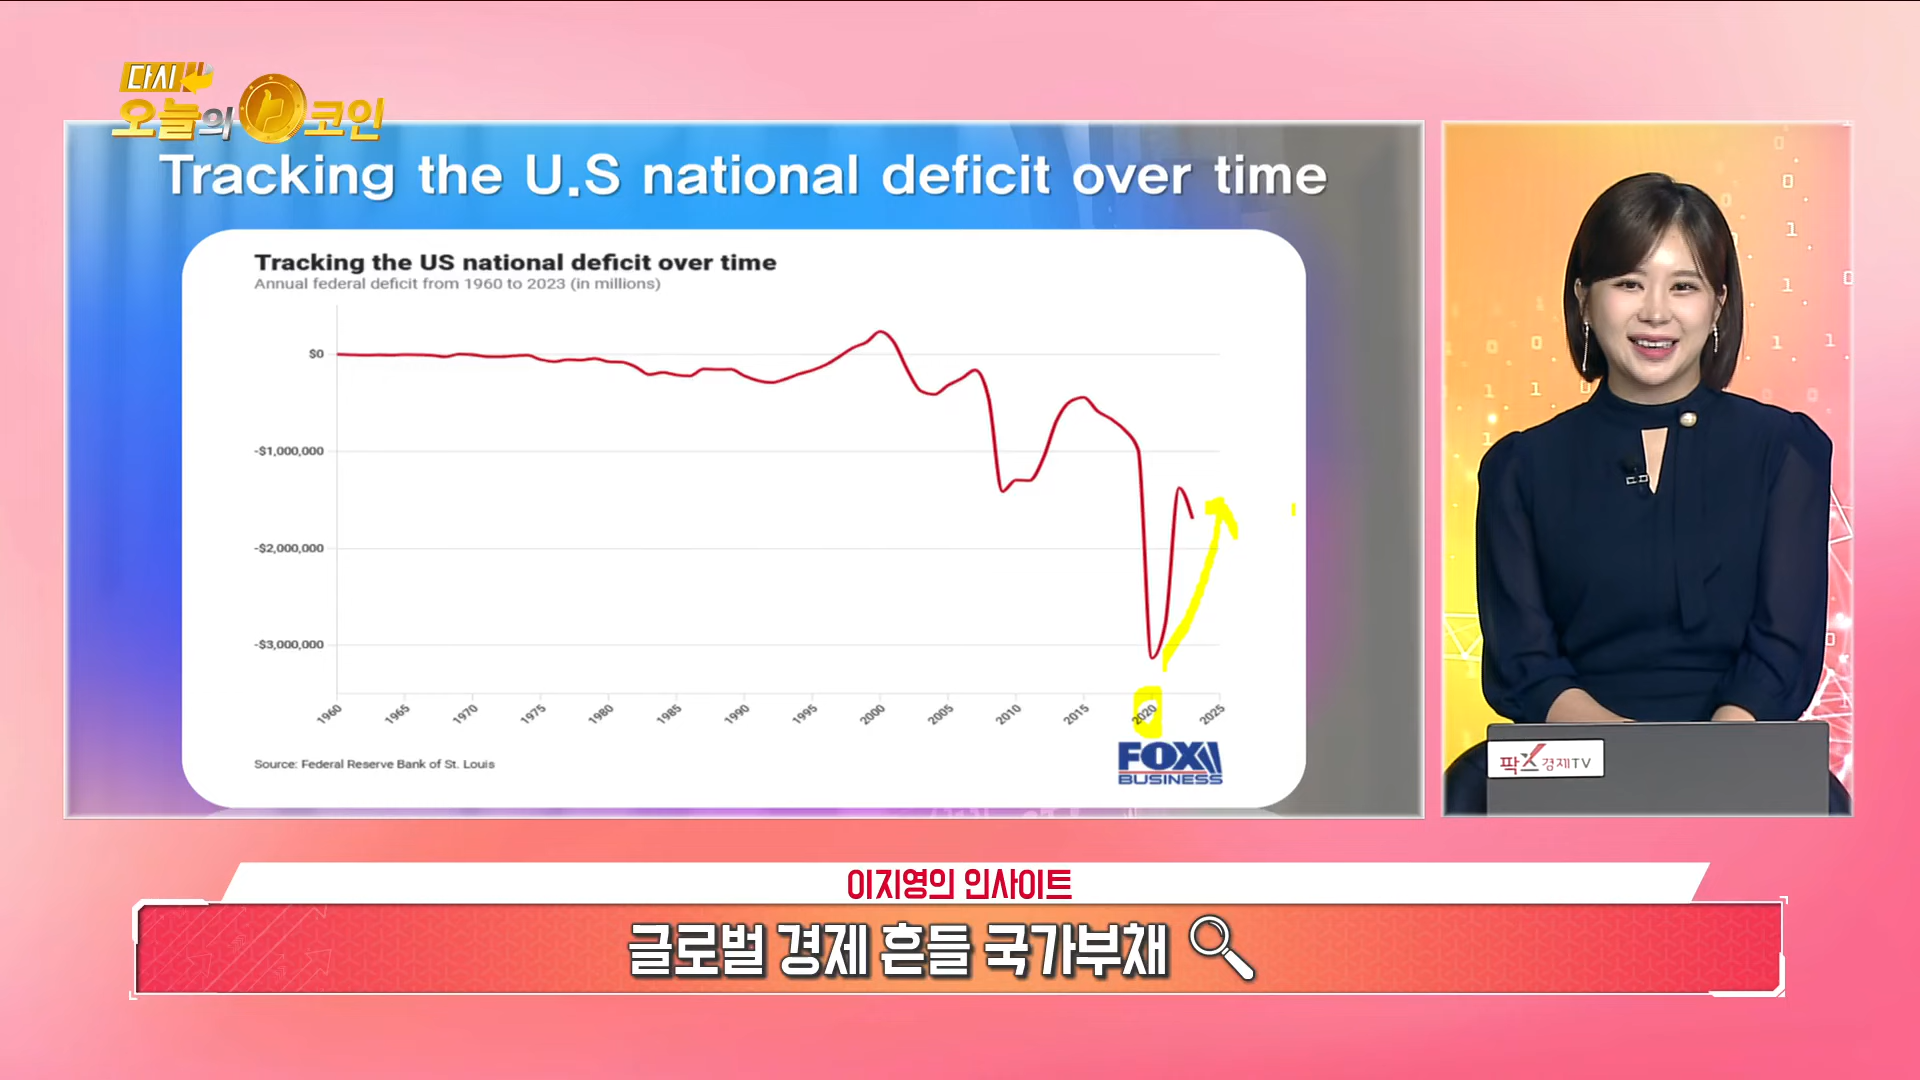 다시
오늘의 코인
Tracking the U.S national deficit over time
Tracking the US national deficit over time
Annual federal deficit from 1960 to 2023 (in millions)
$0
-$1,000,000
-$2,000,000
-$3,000,000
1960 1965 1970 1975 1980 1985 1990 1995 2000 2005 2010 2015 2020 2025
Source: Federal Reserve Bank of St. Louis
FOX
BUSINESS
팍스경제TV
이지영의 인사이트
글로벌 경제 흔들 국가부채